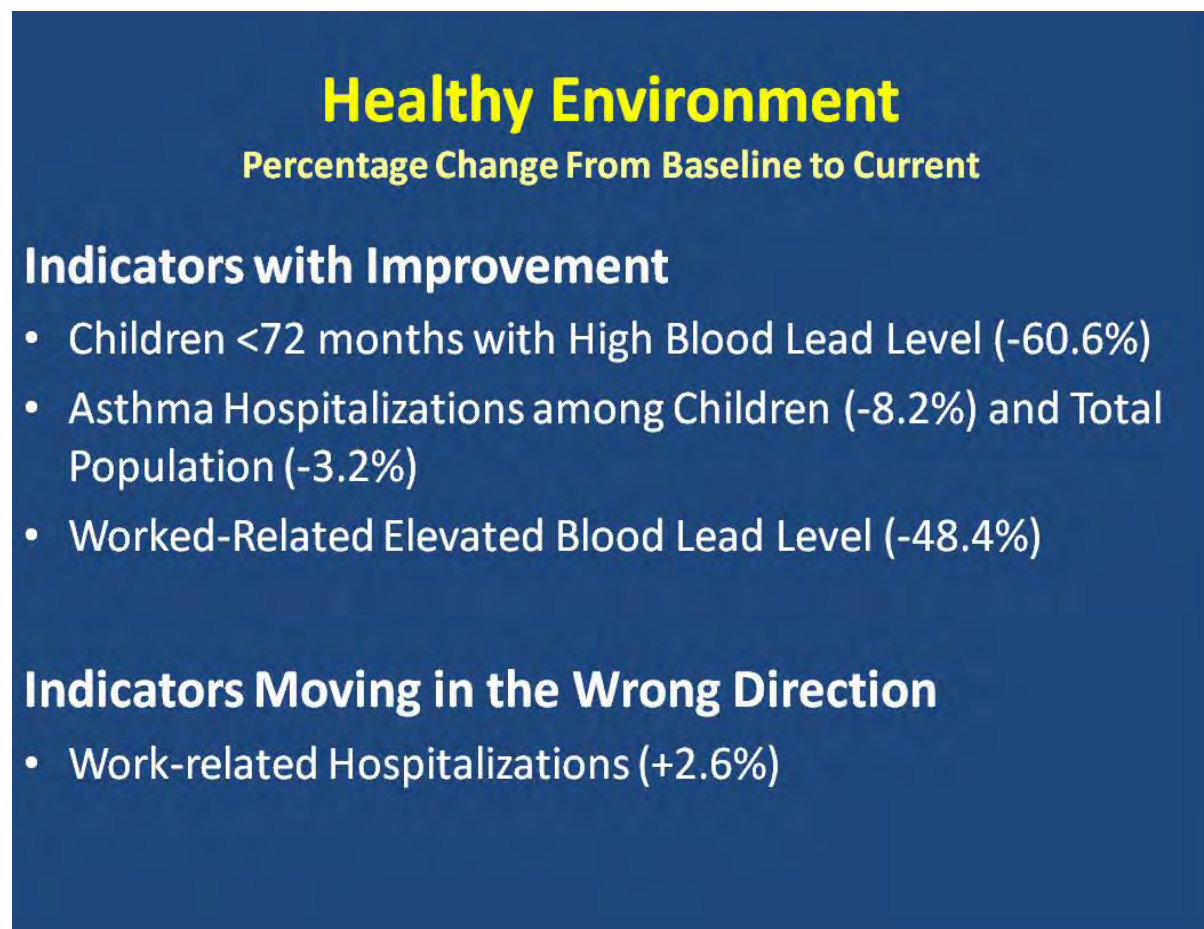 Healthy Environment
Percentage Change From Baseline to Current
Indicators with Improvement
• Children <72 months with High Blood Lead Level (-60.6%)
• Asthma Hospitalizations among Children (-8.2%) and Total
Population (-3.2%)
• Worked-Related Elevated Blood Lead Level (-48.4%)
Indicators Moving in the Wrong Direction
• Work-related Hospitalizations (+2.6%)